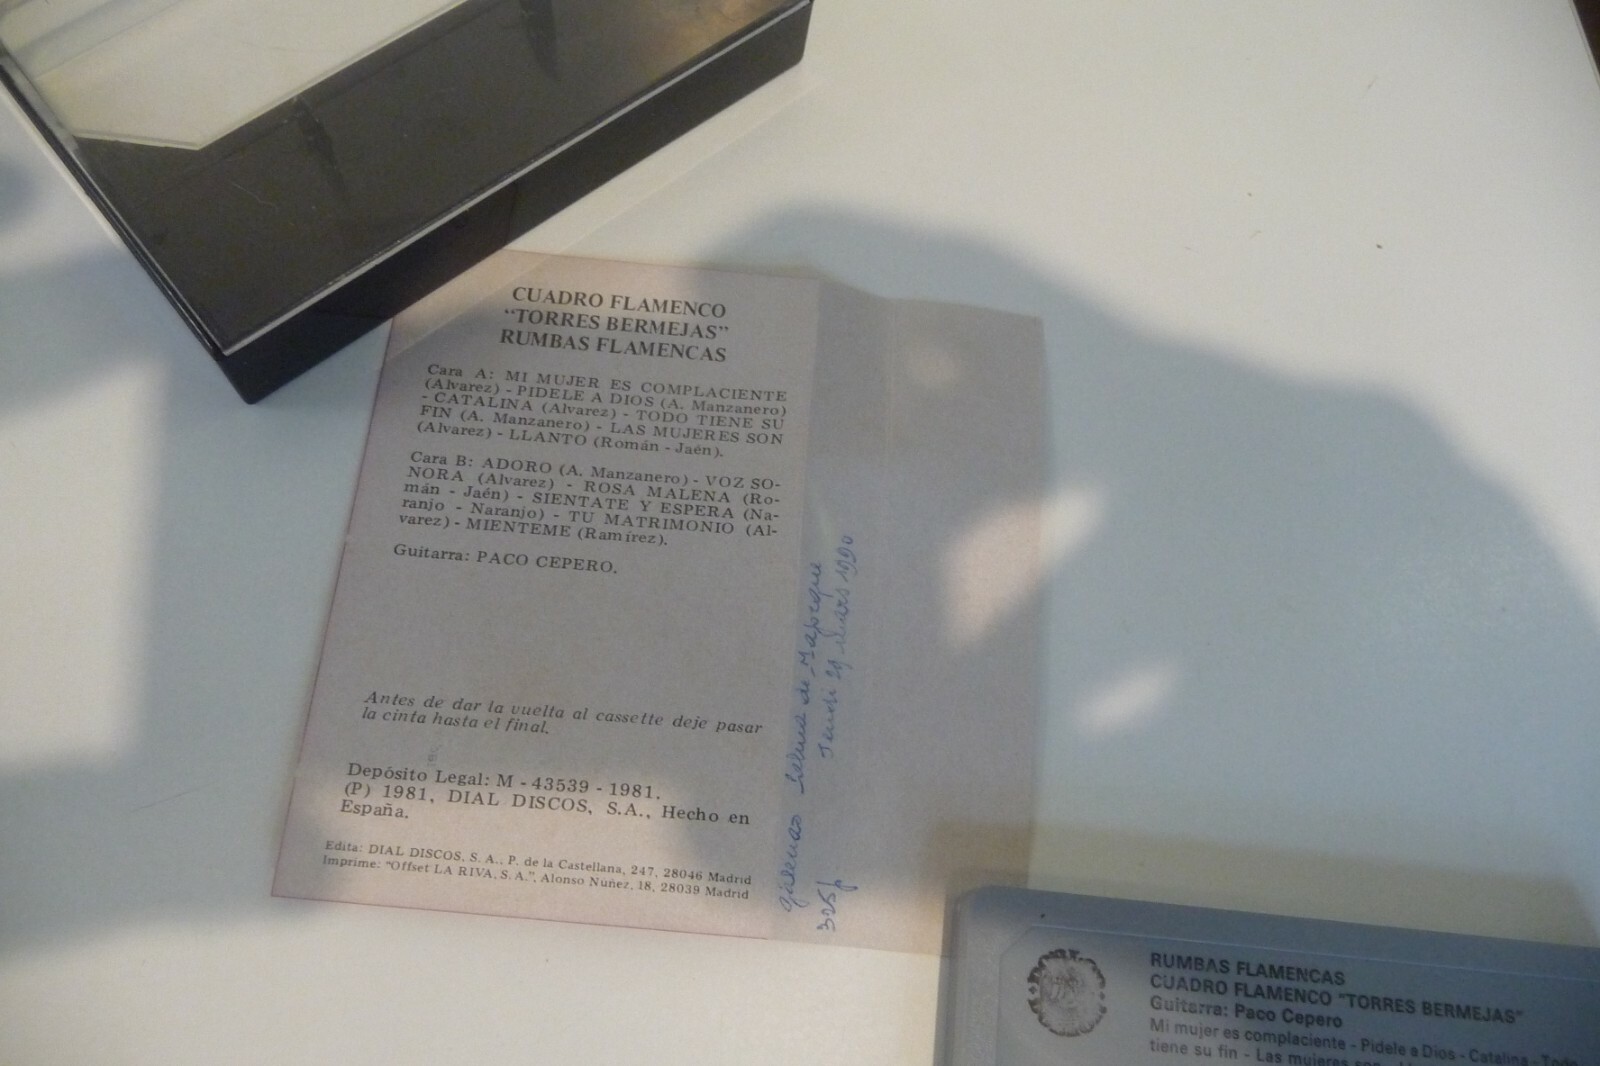 CUADRO FLAMENCO
"TORRES BERMEJAS"
RUMBAS FLAMENCAS
Cara A: MI MUJER ES COMPLACIENTE
(Alvarez) - PIDELE A DIOS (A. Manzanero)
- CATALINA (Alvarez) - TODO TIENE SU
FIN (A. Manzanero) - LAS MUJERES SON
(Alvarez) - LLANTO (Román - Jaén).
Cara B: ADORO (A. Manzanero) - VOZ SO-
NORA (Alvarez) - ROSA MALENA (Ro-
mán - Jaén) - SIENTATE Y ESPERA (Na-
ranjo - Naranjo) - TU MATRIMONIO (Al-
varez) - MIENTEME (Ramírez).
Guitarra: PACO CEPERO.
Antes de dar la vuelta al cassette deje pasar
la cinta hasta el final.
Depósito Legal: M - 43539 - 1981.
(P) 1981, DIAL DISCOS, S.A., Hecho en
España.
Edita: DIAL DISCOS, S. A., P. de la Castellana, 247, 28046 Madrid
Imprime: "Offset LA RIVA, S. A.", Alonso Nuñez, 18, 28039 Madrid
de
29 Mars 1990
RUMBAS FLAMENCAS
CUADRO FLAMENCO "TORRES BERMEJAS"
Guitarra: Paco Cepero
Mi mujer es complaciente - Pidele a Dios - Catalina - Todo
tiene su fin - Las mujeres